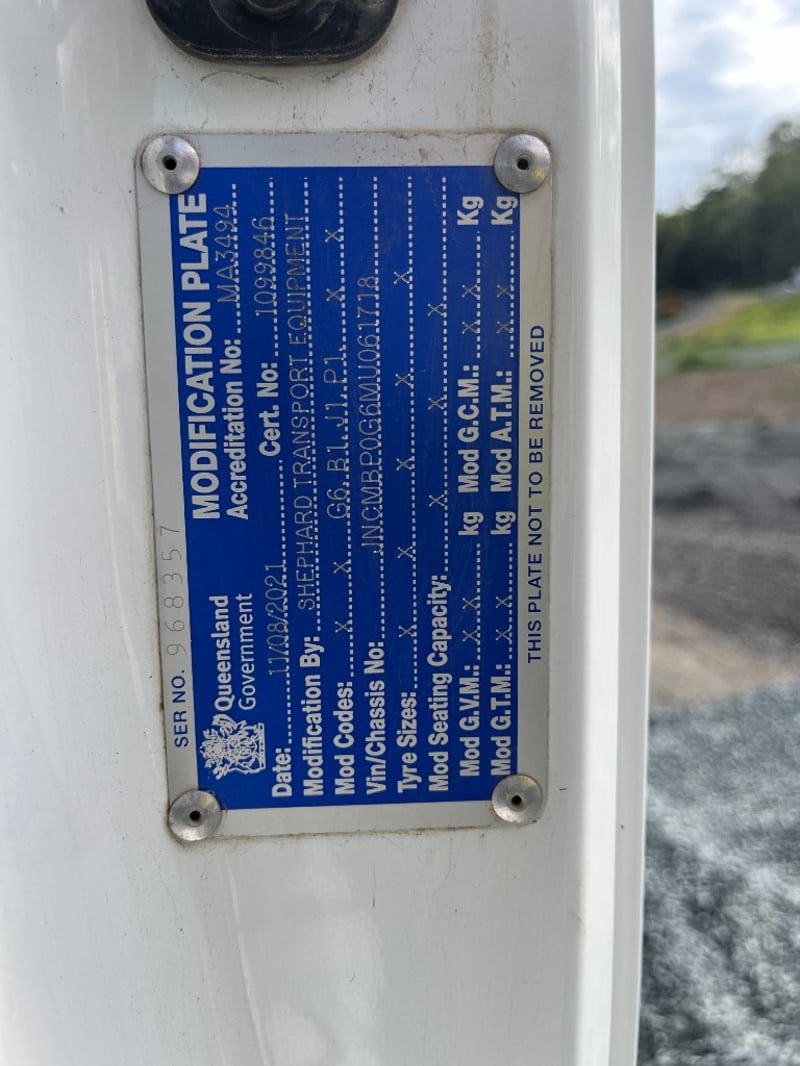 SER NO. 968357
Queensland Government
MODIFICATION PLATE
Accreditation No: MA3494
Date: 11/08/2021 Cert. No: 1099846
Modification By: SHEPHARD TRANSPORT EQUIPMENT
Mod Codes: X X G6 B1 J1 P1 X X
Vin/Chassis No: JNCMBP0G6MU061718
Tyre Sizes: X X X X X
Mod Seating Capacity: X X X
Mod G.V.M.: X X kg Mod G.C.M.: X X Kg
Mod G.T.M.: X X kg Mod A.T.M.: X X Kg
THIS PLATE NOT TO BE REMOVED